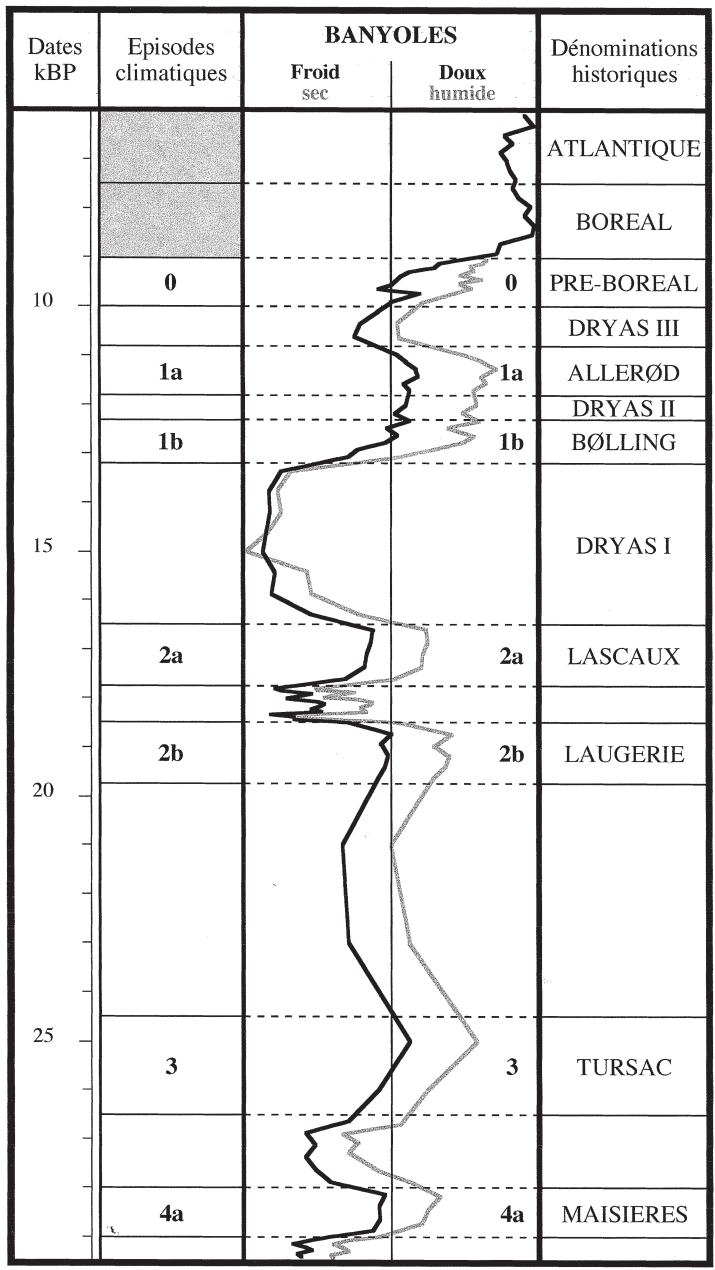 Dates
kBP
Episodes
climatiques
BANYOLES
Froid
sec
Doux
humide
Dénominations
historiques
ATLANTIQUE
BOREAL
0
0
PRE-BOREAL
10
DRYAS III
1a
1a
ALLERØD
DRYAS II
1b
1b
BØLLING
15
DRYAS I
2a
2a
LASCAUX
2b
2b
LAUGERIE
20
25
3
3
TURSAC
4a
4a
MAISIERES